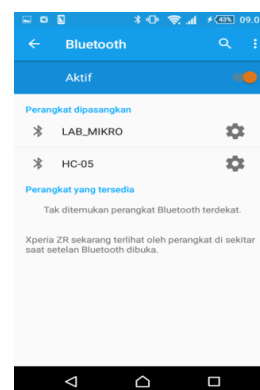 43% 09.0
Bluetooth
Aktif
Perangkat dipasangkan
LAB_MIKRO
HC-05
Perangkat yang tersedia
Tak ditemukan perangkat Bluetooth terdekat.
Xperia ZR sekarang terlihat oleh perangkat di sekitar
saat setelan Bluetooth dibuka.